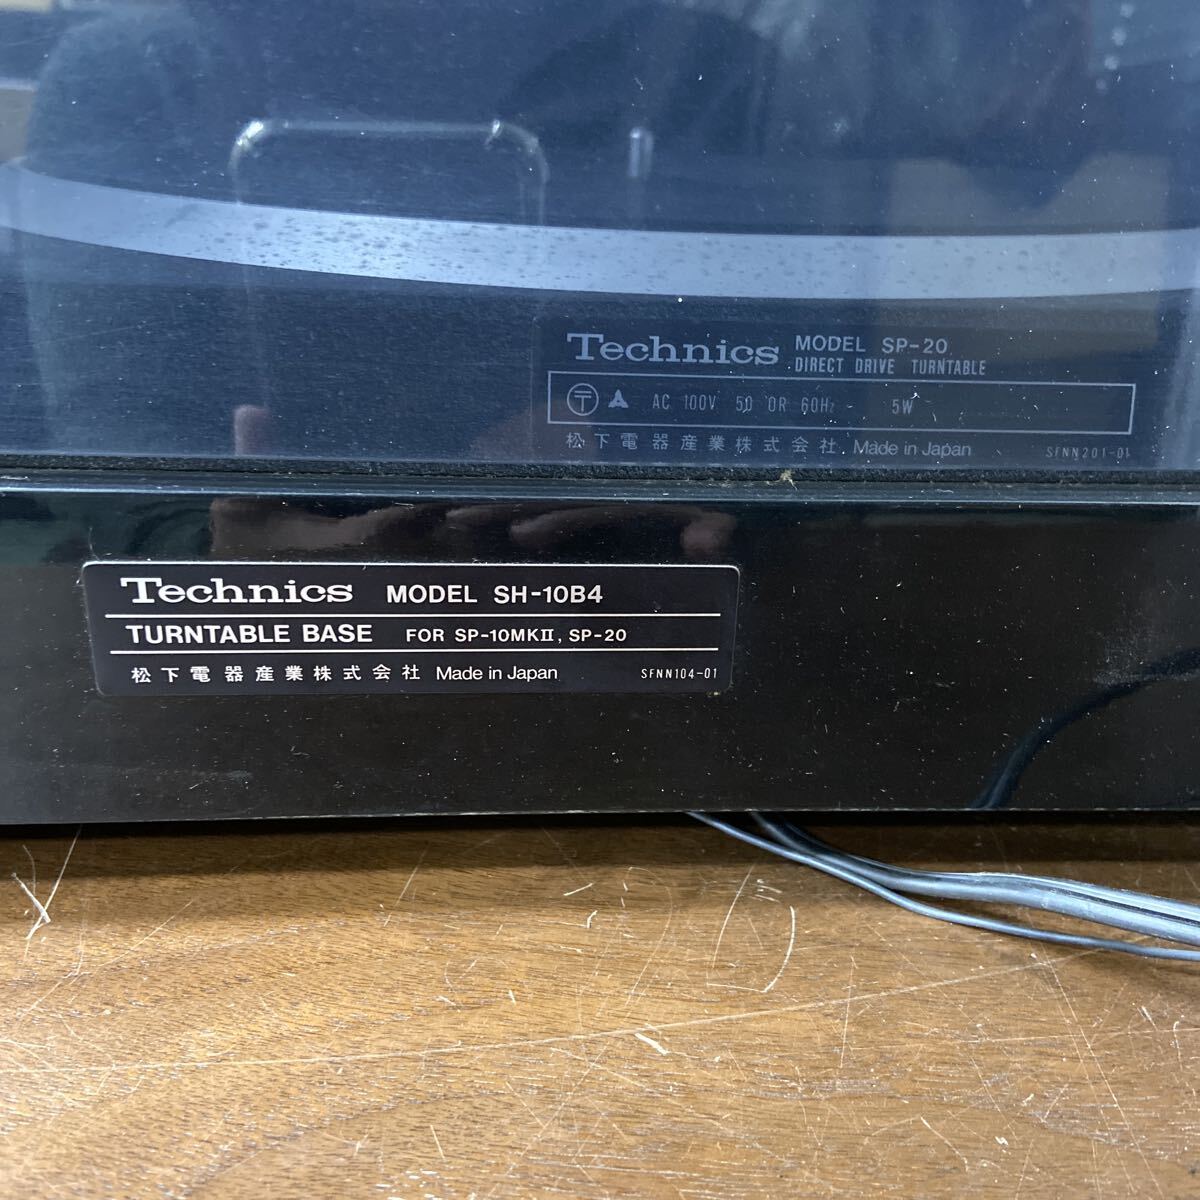 Technics MODEL SP-20
DIRECT DRIVE TURNTABLE
〒 AC 100V 50 OR 60Hz 5W
松下電器産業株式会社 Made in Japan SFNN201-01
Technics MODEL SH-10B4
TURNTABLE BASE FOR SP-10MKII, SP-20
松下電器産業株式会社 Made in Japan SFNN104-01